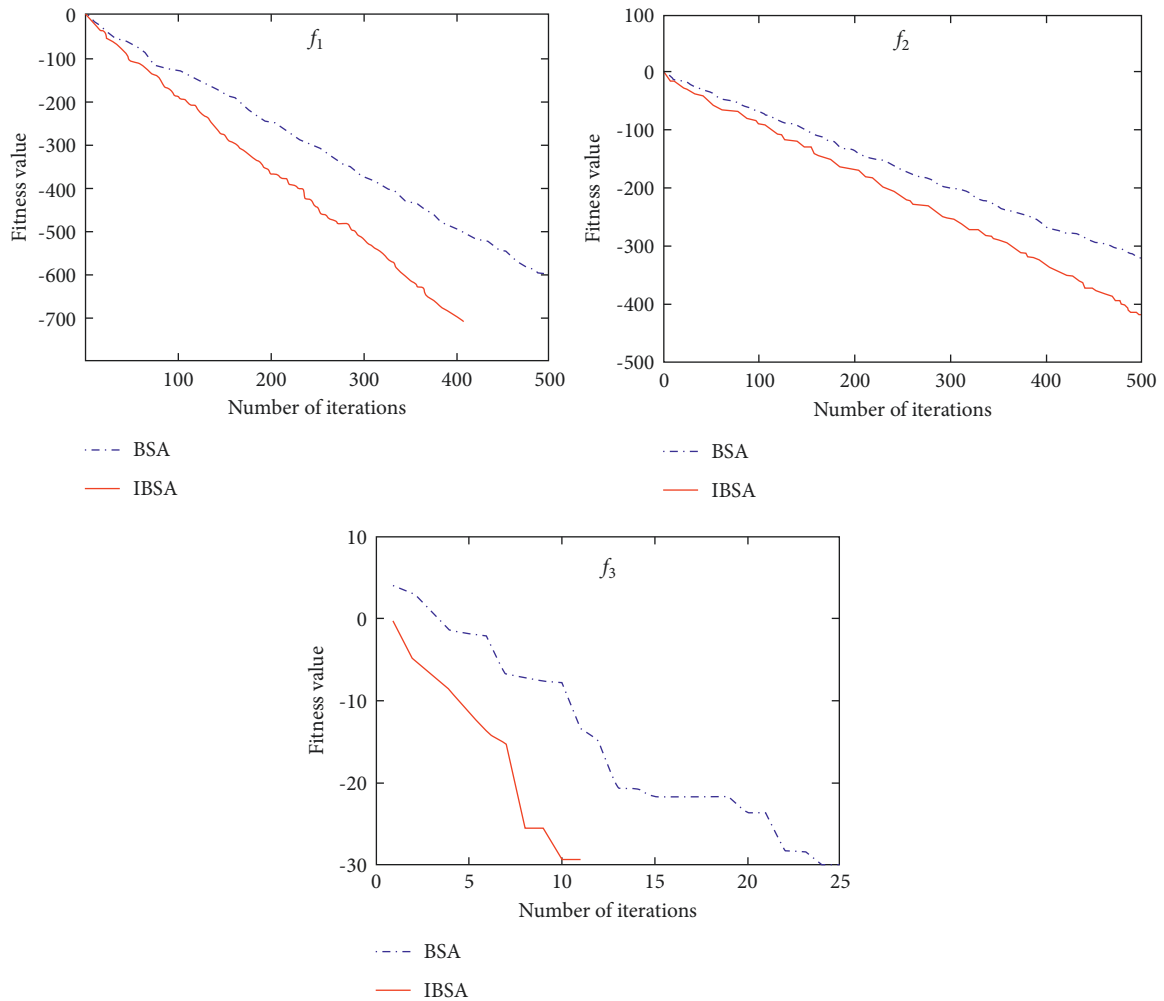 f1
0
-100
-200
-300
-400
-500
-600
-700
Fitness value
100 200 300 400 500
Number of iterations
BSA
IBSA
f2
100
0
-100
-200
-300
-400
-500
Fitness value
0 100 200 300 400 500
Number of iterations
BSA
IBSA
f3
10
0
-10
-20
-30
Fitness value
0 5 10 15 20 25
Number of iterations
BSA
IBSA